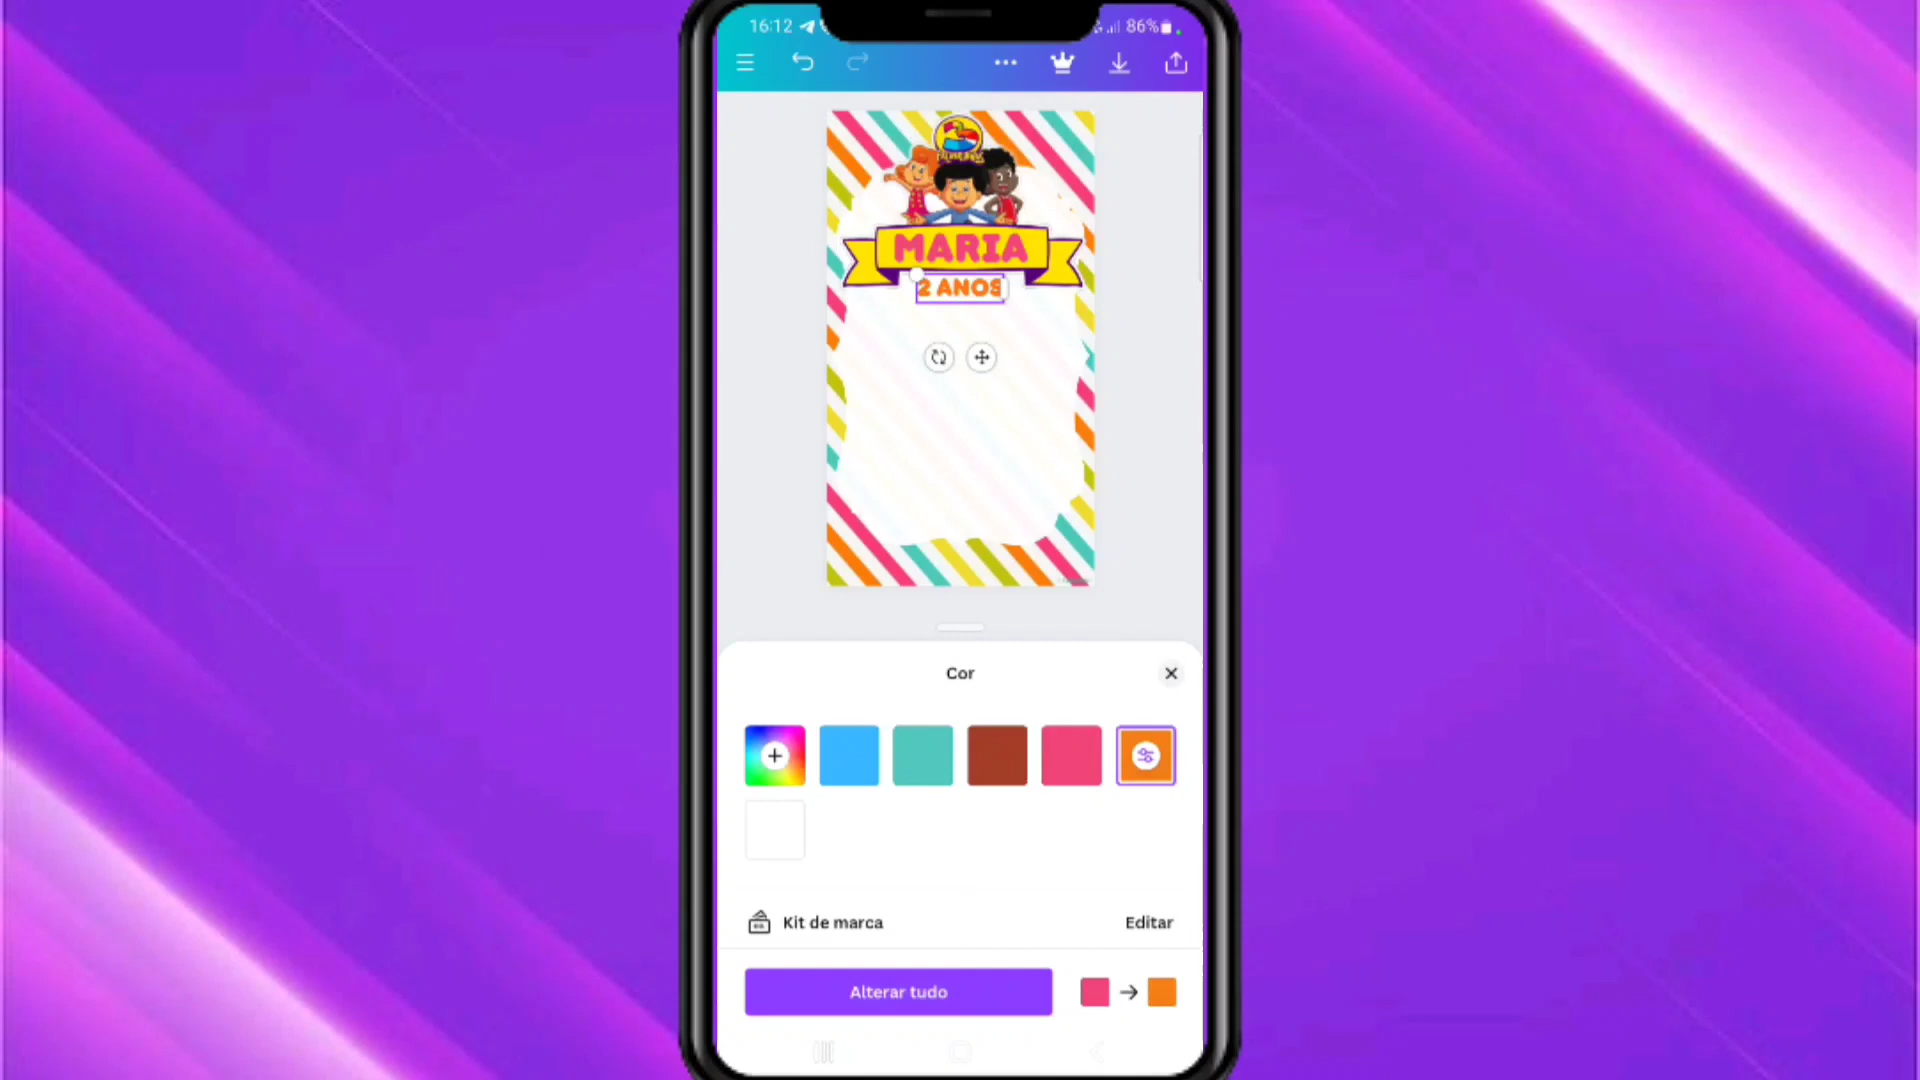 16:12
86%
MARIA
2 ANOS
Cor
Kit de marca
Editar
Alterar tudo